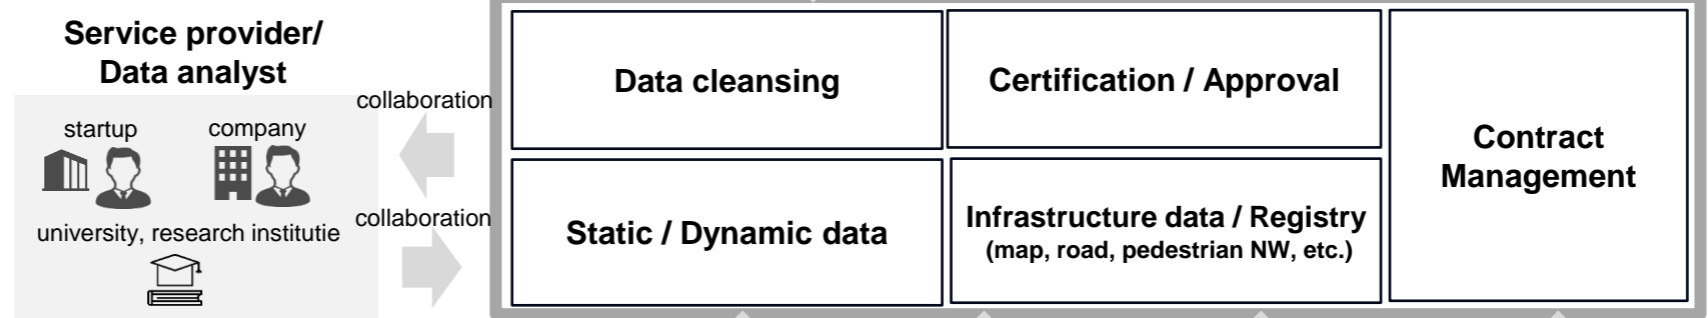 Service provider/
Data analyst
startup
company
university, research institutie
collaboration
collaboration
Data cleansing
Certification / Approval
Static / Dynamic data
Infrastructure data / Registry
(map, road, pedestrian NW, etc.)
Contract
Management